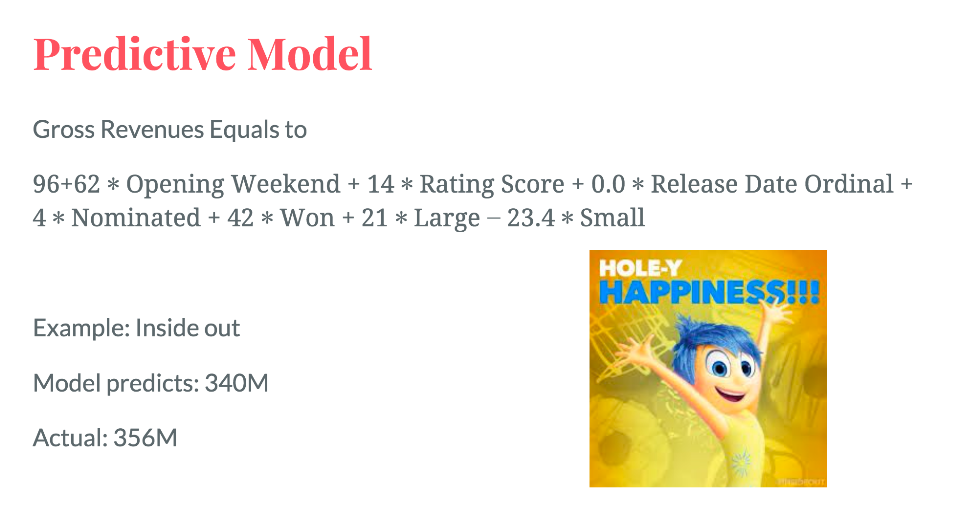 Predictive Model
Gross Revenues Equals to
96+62 * Opening Weekend + 14 * Rating Score + 0.0 * Release Date Ordinal +
4 * Nominated + 42 * Won + 21 * Large − 23.4 * Small
HOLE-Y
HAPPINESS!!!
Example: Inside out
Model predicts: 340M
Actual: 356M